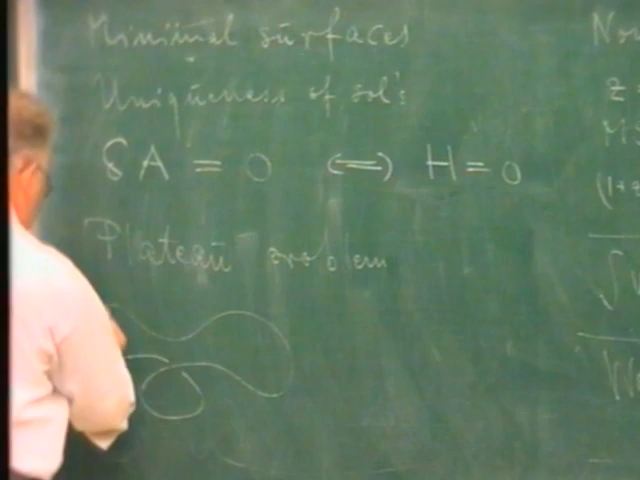 Minimal surfaces
Uniqueness of sol's
δA = 0 ⟺ H = 0
Plateau problem